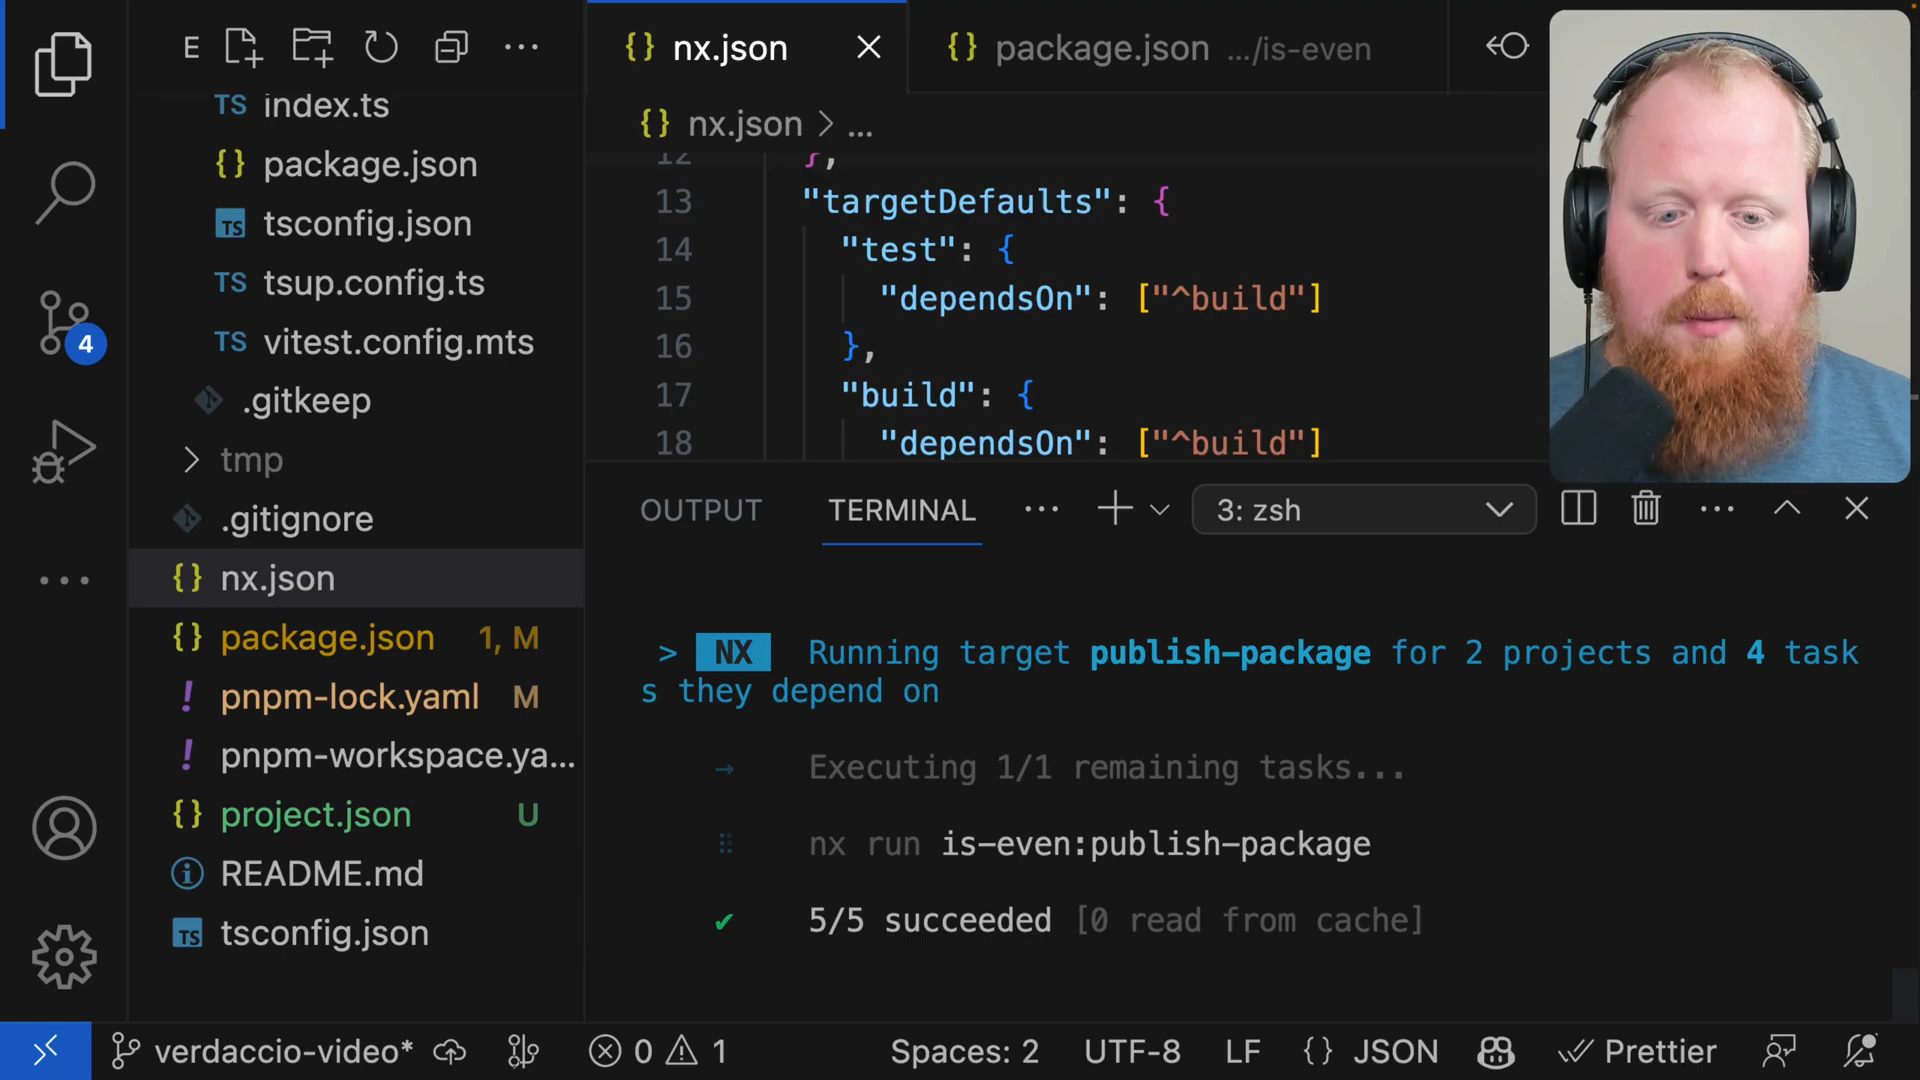 E
index.ts
package.json
tsconfig.json
tsup.config.ts
vitest.config.mts
.gitkeep
tmp
.gitignore
nx.json
package.json 1, M
pnpm-lock.yaml M
pnpm-workspace.ya...
project.json U
README.md
tsconfig.json
4
nx.json
package.json .../is-even
nx.json > ...
12 },
13 "targetDefaults": {
14 "test": {
15 "dependsOn": ["^build"]
16 },
17 "build": {
18 "dependsOn": ["^build"]
OUTPUT TERMINAL 3: zsh
> NX Running target publish-package for 2 projects and 4 task
s they depend on
→ Executing 1/1 remaining tasks...
nx run is-even:publish-package
✔ 5/5 succeeded [0 read from cache]
verdaccio-video* 0 1 Spaces: 2 UTF-8 LF {} JSON Prettier